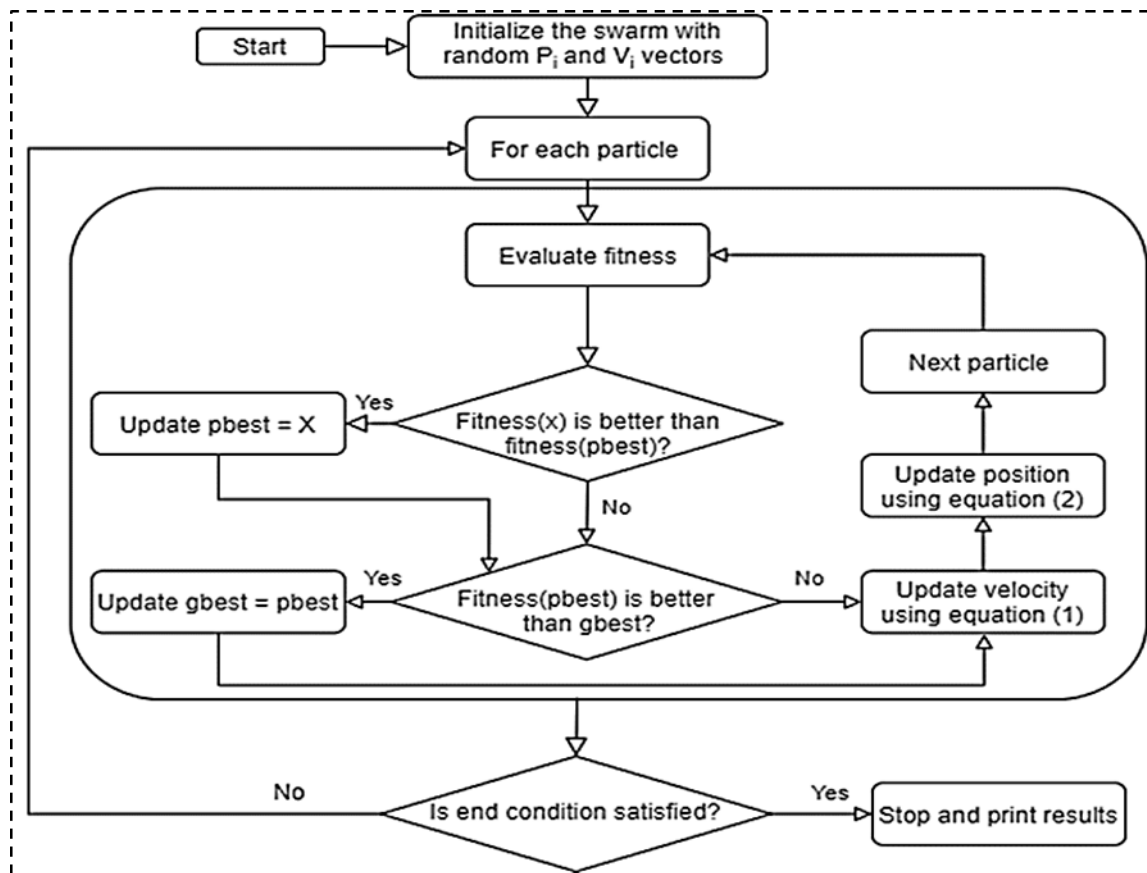 Start
Initialize the swarm with
random Pi and Vi vectors
For each particle
Evaluate fitness
Next particle
Yes
Update pbest = X
Fitness(x) is better than
fitness(pbest)?
Update position
using equation (2)
No
Yes
Update gbest = pbest
Fitness(pbest) is better
than gbest?
No
Update velocity
using equation (1)
No
Is end condition satisfied?
Yes
Stop and print results